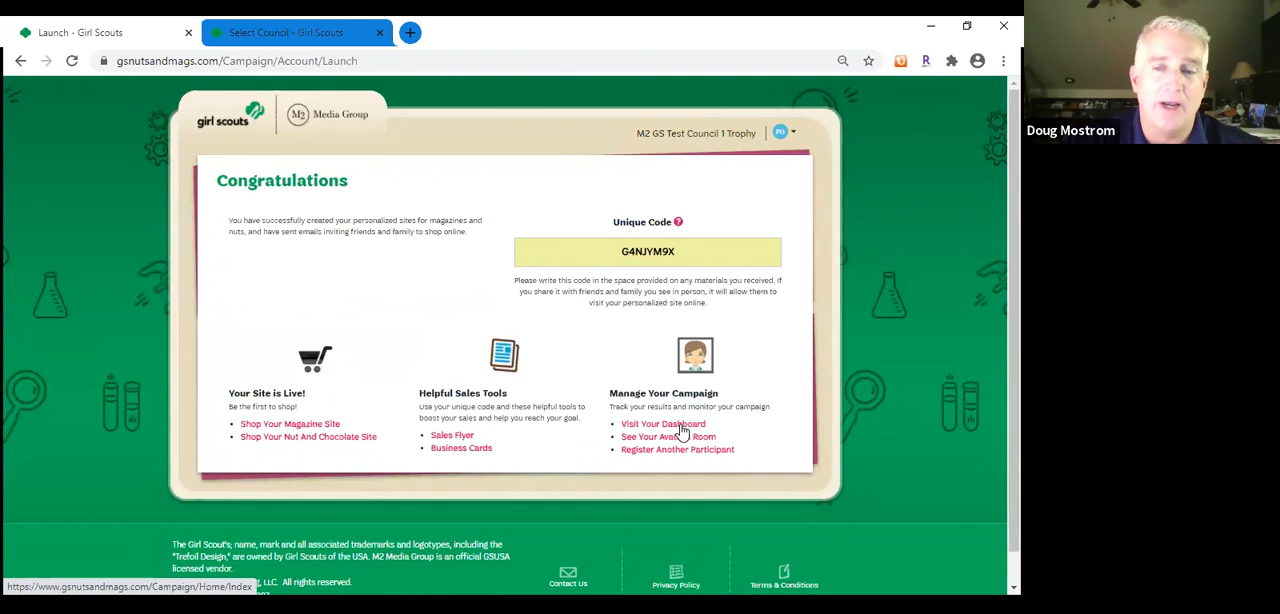 Launch - Girl Scouts
Select Council - Girl Scouts
gsnutsandmags.com/Campaign/Account/Launch
girl scouts
M2 Media Group
M2 GS Test Council 1 Trophy
PG
Congratulations
You have successfully created your personalized sites for magazines and
nuts, and have sent emails inviting friends and family to shop online.
Unique Code ?
G4NJYM9X
Please write this code in the space provided on any materials you received. If
you share it with friends and family you see in person, it will allow them to
visit your personalized site online.
Your Site is Live!
Be the first to shop!
Shop Your Magazine Site
Shop Your Nut And Chocolate Site
Helpful Sales Tools
Use your unique code and these helpful tools to
boost your sales and help you reach your goal.
Sales Flyer
Business Cards
Manage Your Campaign
Track your results and monitor your campaign
Visit Your Dashboard
See Your Room
Register Another Participant
The Girl Scout's; name, mark and all associated trademarks and logotypes, including the
"Trefoil Design," are owned by Girl Scouts of the USA. M2 Media Group is an official GSUSA
licensed vendor.
LLC. All rights reserved.
Contact Us
Privacy Policy
Terms & Conditions
https://www.gsnutsandmags.com/Campaign/Home/Index
Doug Mostrom